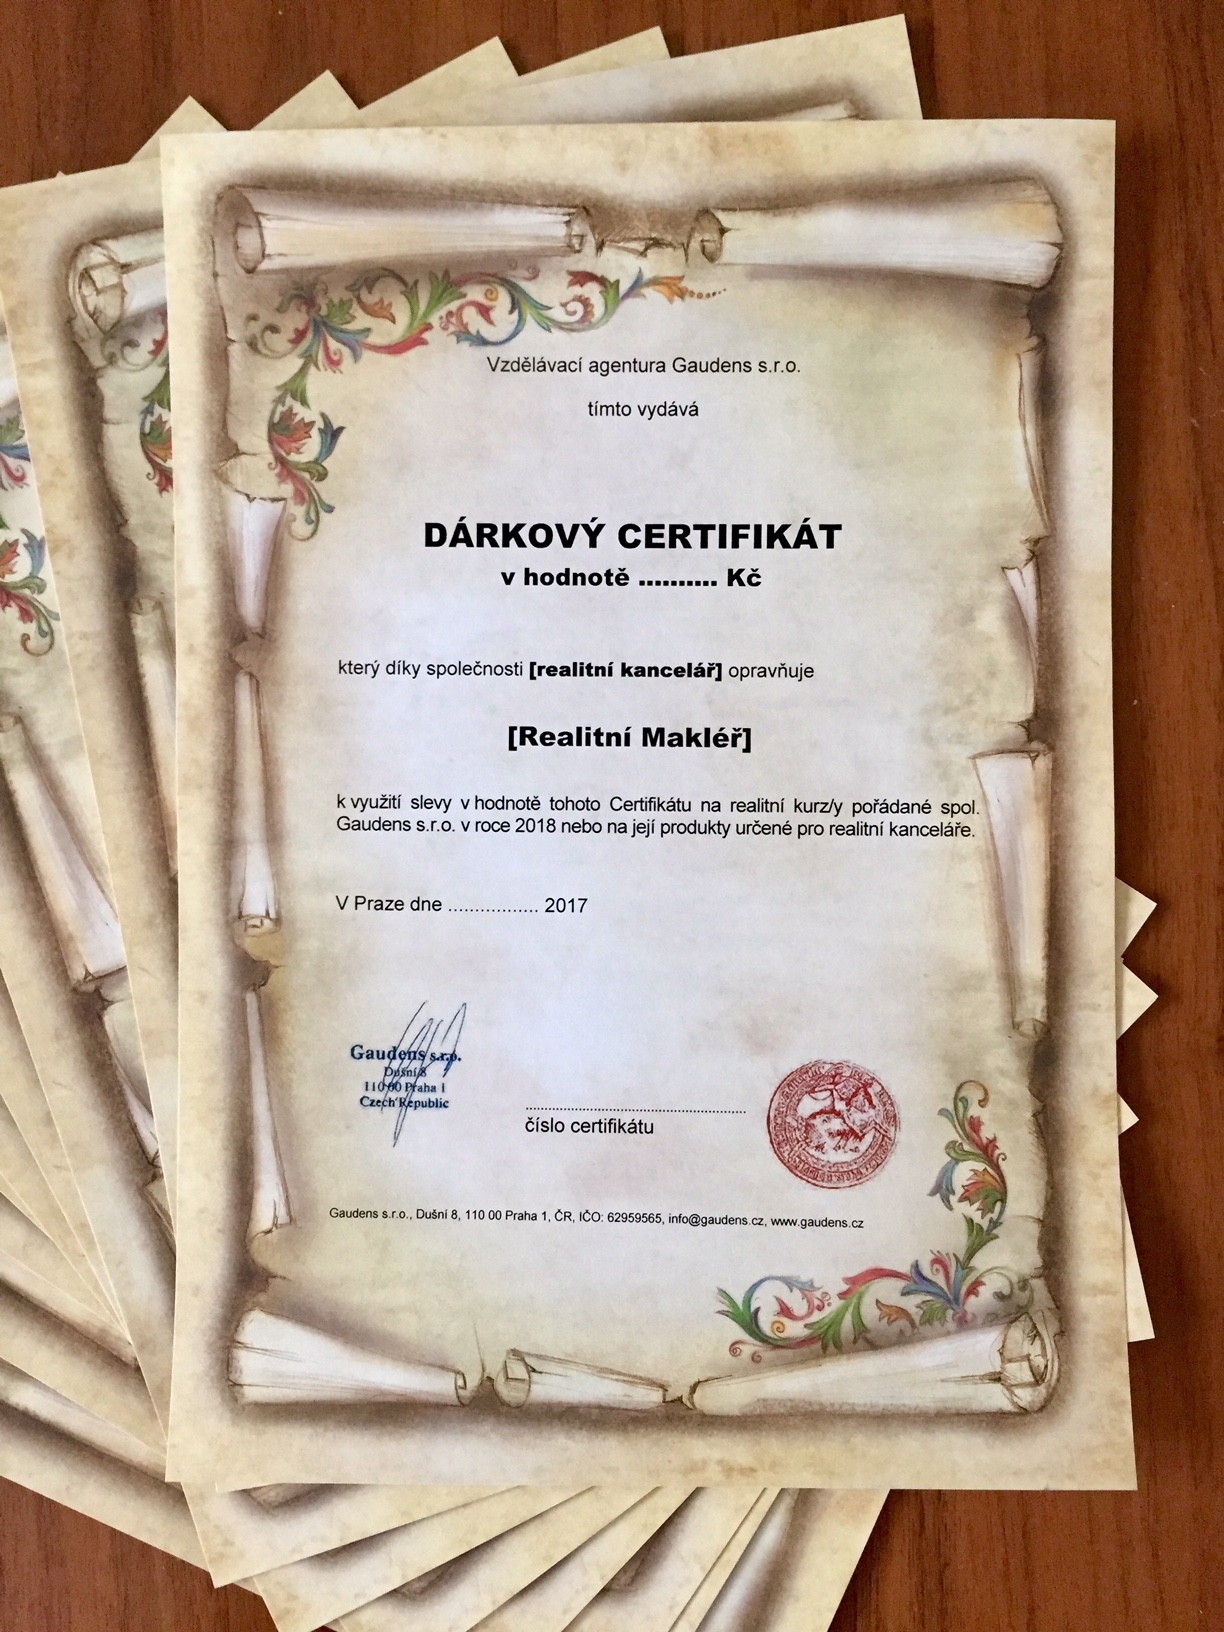 Vzdělávací agentura Gaudens s.r.o.
tímto vydává
DÁRKOVÝ CERTIFIKÁT
v hodnotě .......... Kč
který díky společnosti [realitní kancelář] opravňuje
[Realitní Makléř]
k využití slevy v hodnotě tohoto Certifikátu na realitní kurz/y pořádané spol.
Gaudens s.r.o. v roce 2018 nebo na její produkty určené pro realitní kanceláře.
V Praze dne ................. 2017
Gaudens s.r.o.
Dušní 8
110 00 Praha 1
Czech Republic
číslo certifikátu
Gaudens s.r.o., Dušní 8, 110 00 Praha 1, ČR, IČO: 62959565, info@gaudens.cz, www.gaudens.cz